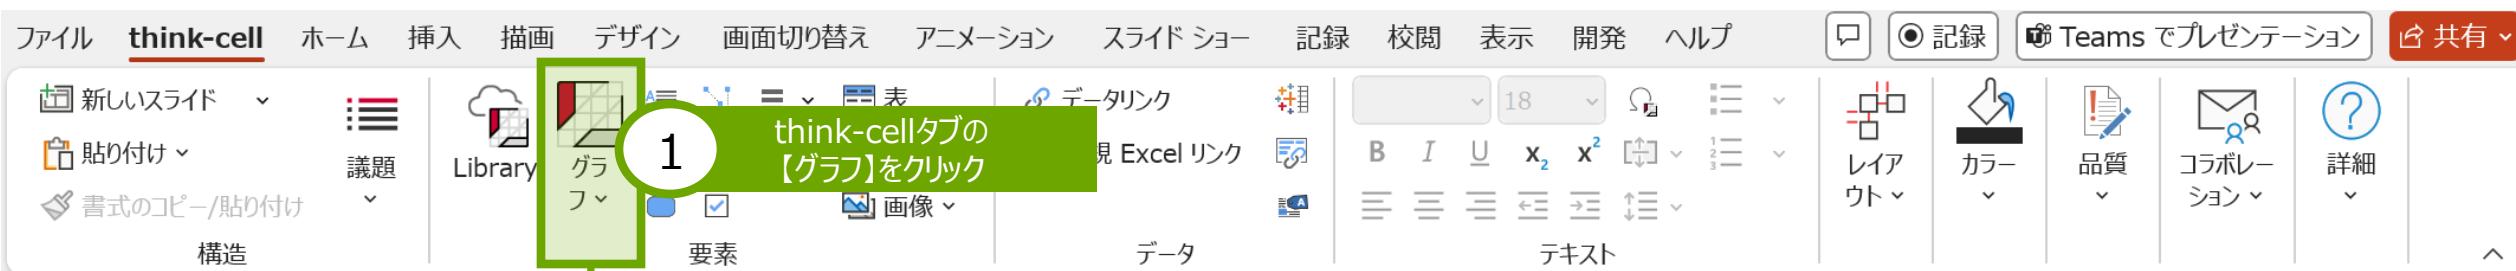 ファイル think-cell ホーム 挿入 描画 デザイン 画面切り替え アニメーション スライド ショー 記録 校閲 表示 開発 ヘルプ 記録 Teams でプレゼンテーション 共有
新しいスライド
貼り付け
書式のコピー/貼り付け
議題
構造
Library
グラ
フ
1
think-cellタブの
【グラフ】をクリック
表
画像
要素
データリンク
規 Excel リンク
データ
18
B I U x₂ x²
テキスト
レイア
ウト
カラー
品質
コラボレー
ション
詳細